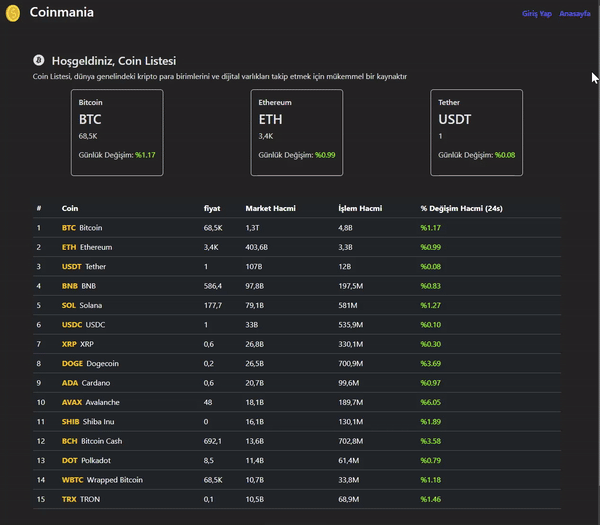 Coinmania
Giriş Yap Anasayfa
Hoşgeldiniz, Coin Listesi
Coin Listesi, dünya genelindeki kripto para birimlerini ve dijital varlıkları takip etmek için mükemmel bir kaynaktır
Bitcoin
BTC
68,5K
Günlük Değişim: %1.17
Ethereum
ETH
3,4K
Günlük Değişim: %0.99
Tether
USDT
1
Günlük Değişim: %0.08
# Coin fiyat Market Hacmi İşlem Hacmi % Değişim Hacmi (24s)
1 BTC Bitcoin 68,5K 1,3T 4,8B %1.17
2 ETH Ethereum 3,4K 403,6B 3,3B %0.99
3 USDT Tether 1 107B 12B %0.08
4 BNB BNB 586,4 97,8B 197,5M %0.83
5 SOL Solana 177,7 79,1B 581M %1.27
6 USDC USDC 1 33B 535,9M %0.10
7 XRP XRP 0,6 26,8B 330,1M %0.30
8 DOGE Dogecoin 0,2 26,5B 700,9M %3.69
9 ADA Cardano 0,6 20,7B 99,6M %0.97
10 AVAX Avalanche 48 18,1B 189,7M %6.05
11 SHIB Shiba Inu 0 16,1B 130,1M %1.89
12 BCH Bitcoin Cash 692,1 13,6B 702,8M %3.58
13 DOT Polkadot 8,5 11,4B 61,4M %0.79
14 WBTC Wrapped Bitcoin 68,5K 10,7B 33,8M %1.18
15 TRX TRON 0,1 10,5B 68,9M %1.46